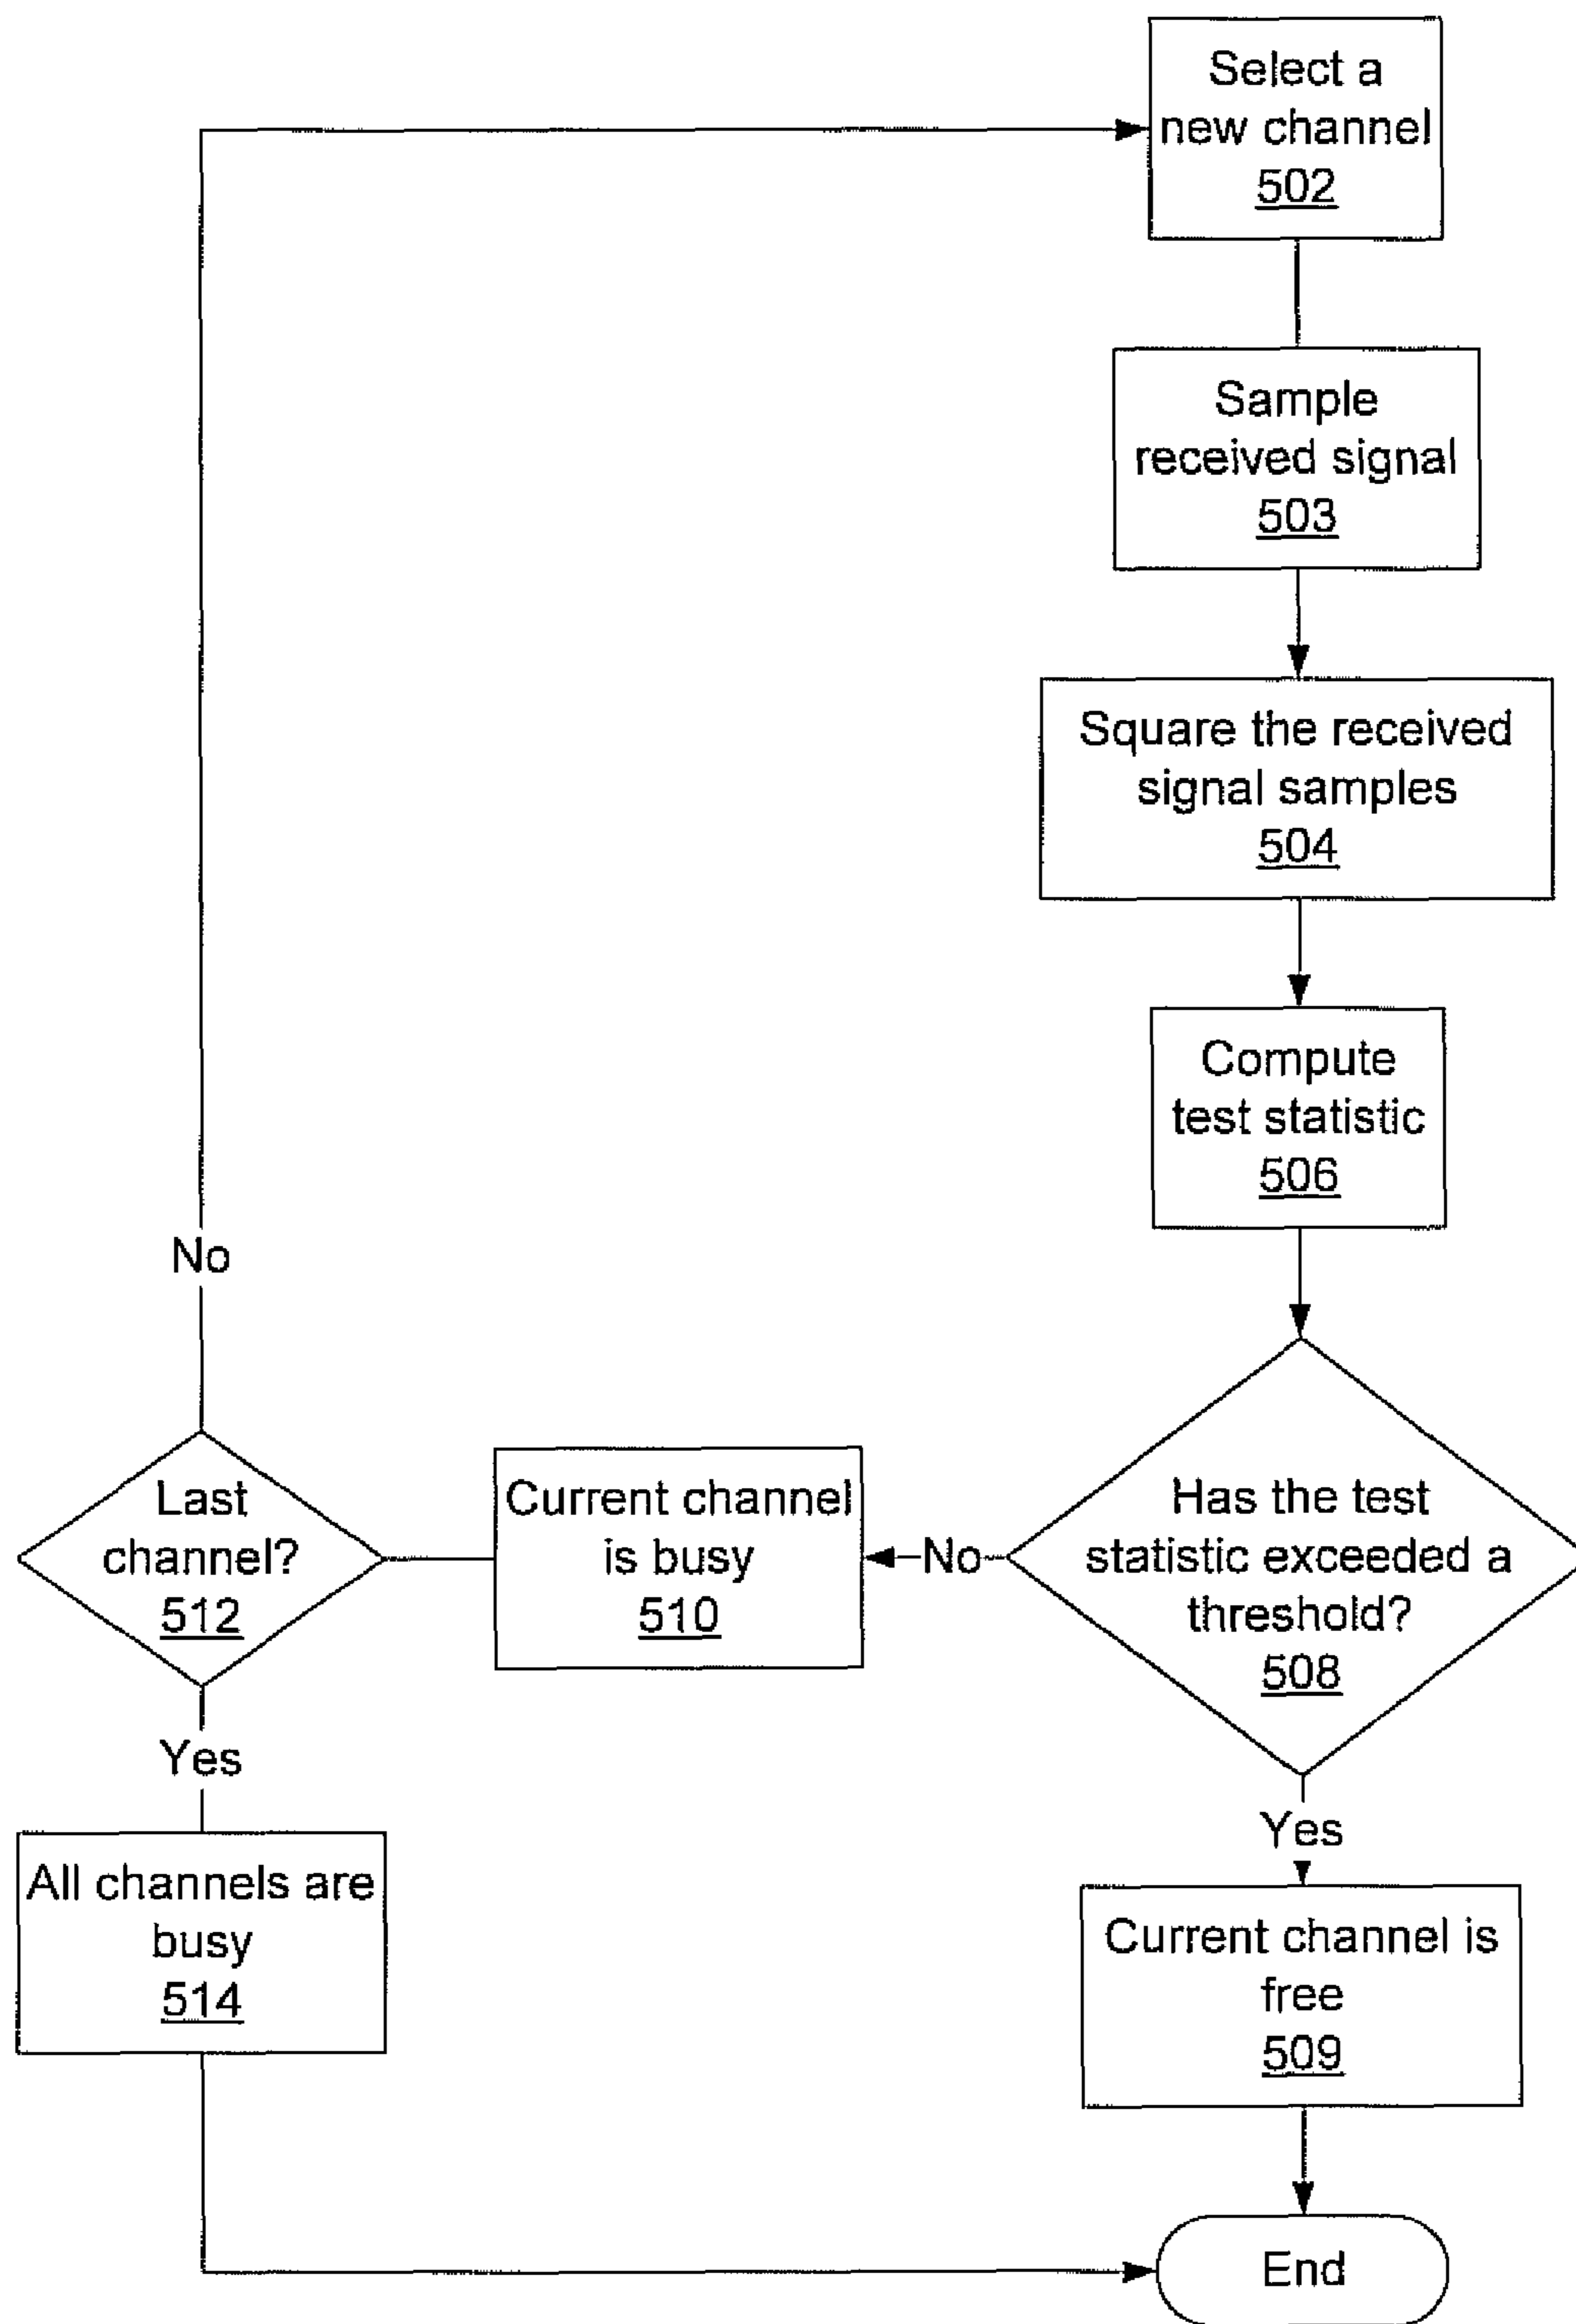 Select a
new channel
502
Sample
received signal
503
Square the received
signal samples
504
Compute
test statistic
506
No
Last
channel?
512
Current channel
is busy
510
No
Has the test
statistic exceeded a
threshold?
508
Yes
All channels are
busy
514
Yes
Current channel is
free
509
End